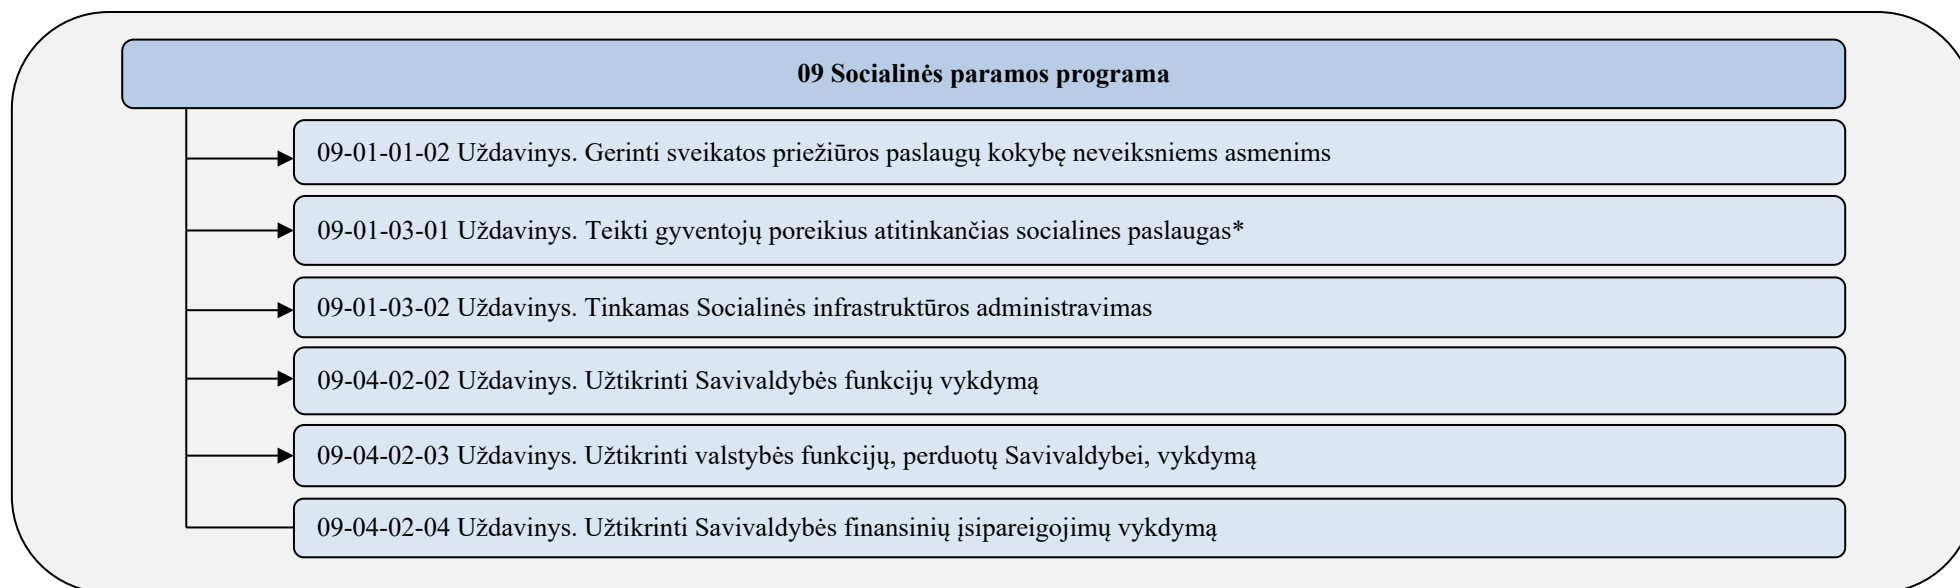 09 Socialinės paramos programa
09-01-01-02 Uždavinys. Gerinti sveikatos priežiūros paslaugų kokybę neveiksniems asmenims
09-01-03-01 Uždavinys. Teikti gyventojų poreikius atitinkančias socialines paslaugas*
09-01-03-02 Uždavinys. Tinkamas Socialinės infrastruktūros administravimas
09-04-02-02 Uždavinys. Užtikrinti Savivaldybės funkcijų vykdymą
09-04-02-03 Uždavinys. Užtikrinti valstybės funkcijų, perduotų Savivaldybei, vykdymą
09-04-02-04 Uždavinys. Užtikrinti Savivaldybės finansinių įsipareigojimų vykdymą